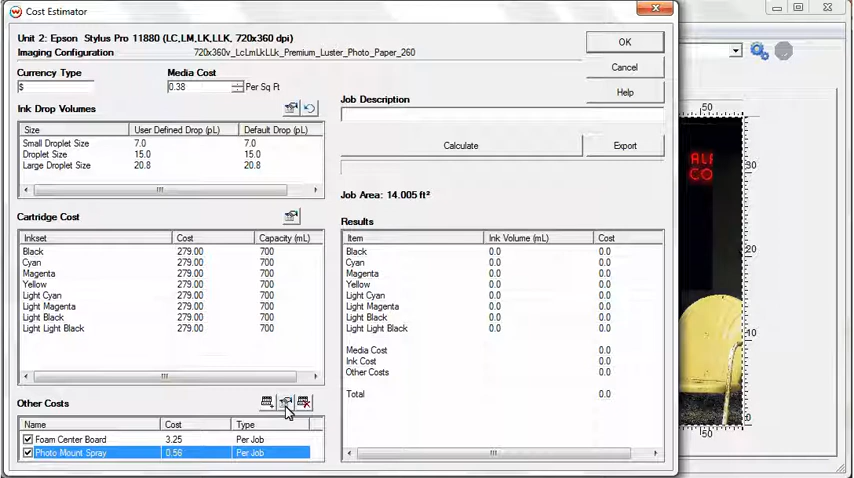 Cost Estimator
Unit 2: Epson Stylus Pro 11880 (LC,LM,LK,LLK, 720x360 dpi)
Imaging Configuration 720x360v_LcLmLkLLk_Premium_Luster_Photo_Paper_260
OK
Cancel
Help
Currency Type Media Cost
$ 0.38 Per Sq Ft
Ink Drop Volumes
Size User Defined Drop (pL) Default Drop (pL)
Small Droplet Size 7.0 7.0
Droplet Size 15.0 15.0
Large Droplet Size 20.8 20.8
Job Description
Calculate Export
Job Area: 14.005 ft²
Cartridge Cost
Inkset Cost Capacity (mL)
Black 279.00 700
Cyan 279.00 700
Magenta 279.00 700
Yellow 279.00 700
Light Cyan 279.00 700
Light Magenta 279.00 700
Light Black 279.00 700
Light Light Black 279.00 700
Results
Item Ink Volume (mL) Cost
Black 0.0 0.0
Cyan 0.0 0.0
Magenta 0.0 0.0
Yellow 0.0 0.0
Light Cyan 0.0 0.0
Light Magenta 0.0 0.0
Light Black 0.0 0.0
Light Light Black 0.0 0.0
Media Cost 0.0
Ink Cost 0.0
Other Costs 0.0
Total 0.0
Other Costs
Name Cost Type
Foam Center Board 3.25 Per Job
Photo Mount Spray 0.56 Per Job
50
30
20
10
0
50
CO